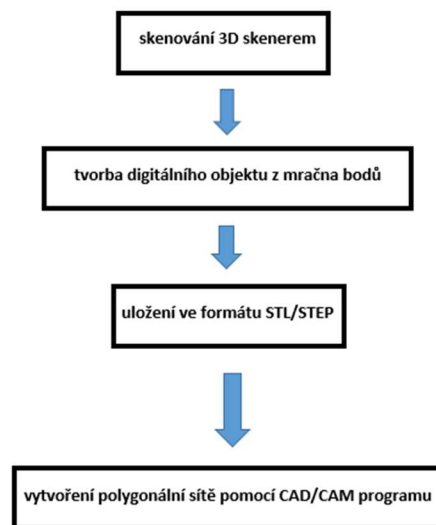 skenování 3D skenerem
tvorba digitálního objektu z mračna bodů
uložení ve formátu STL/STEP
vytvoření polygonální sítě pomocí CAD/CAM programu